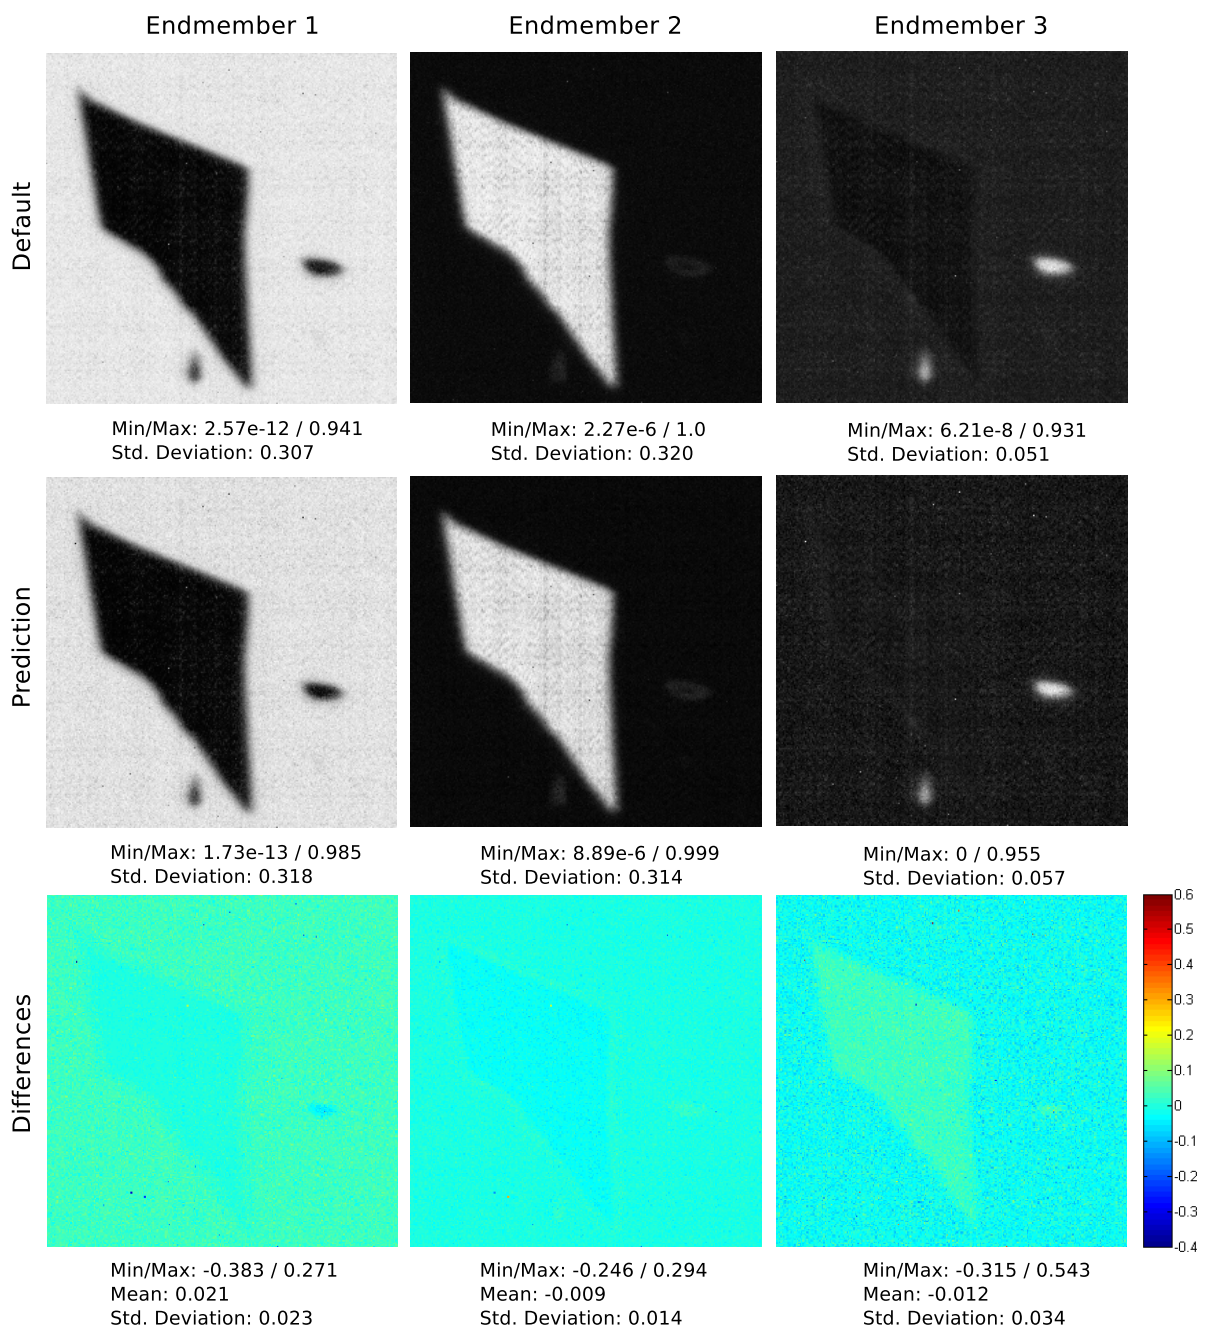 Endmember 1
Endmember 2
Endmember 3
Default
Min/Max: 2.57e-12 / 0.941
Std. Deviation: 0.307
Min/Max: 2.27e-6 / 1.0
Std. Deviation: 0.320
Min/Max: 6.21e-8 / 0.931
Std. Deviation: 0.051
Prediction
Min/Max: 1.73e-13 / 0.985
Std. Deviation: 0.318
Min/Max: 8.89e-6 / 0.999
Std. Deviation: 0.314
Min/Max: 0 / 0.955
Std. Deviation: 0.057
Differences
0.6
0.5
0.4
0.3
0.2
0.1
0
-0.1
-0.2
-0.3
-0.4
Min/Max: -0.383 / 0.271
Mean: 0.021
Std. Deviation: 0.023
Min/Max: -0.246 / 0.294
Mean: -0.009
Std. Deviation: 0.014
Min/Max: -0.315 / 0.543
Mean: -0.012
Std. Deviation: 0.034